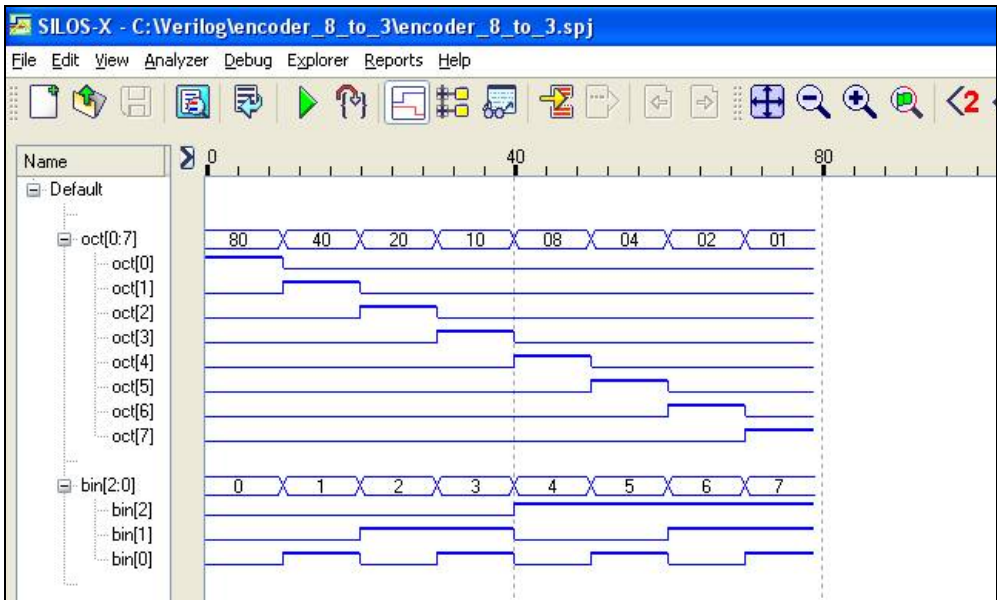 SILOS-X - C:\Verilog\encoder_8_to_3\encoder_8_to_3.spj
File Edit View Analyzer Debug Explorer Reports Help
2
Name 0 40 80
Default
oct[0:7] 80 40 20 10 08 04 02 01
oct[0]
oct[1]
oct[2]
oct[3]
oct[4]
oct[5]
oct[6]
oct[7]
bin[2:0] 0 1 2 3 4 5 6 7
bin[2]
bin[1]
bin[0]